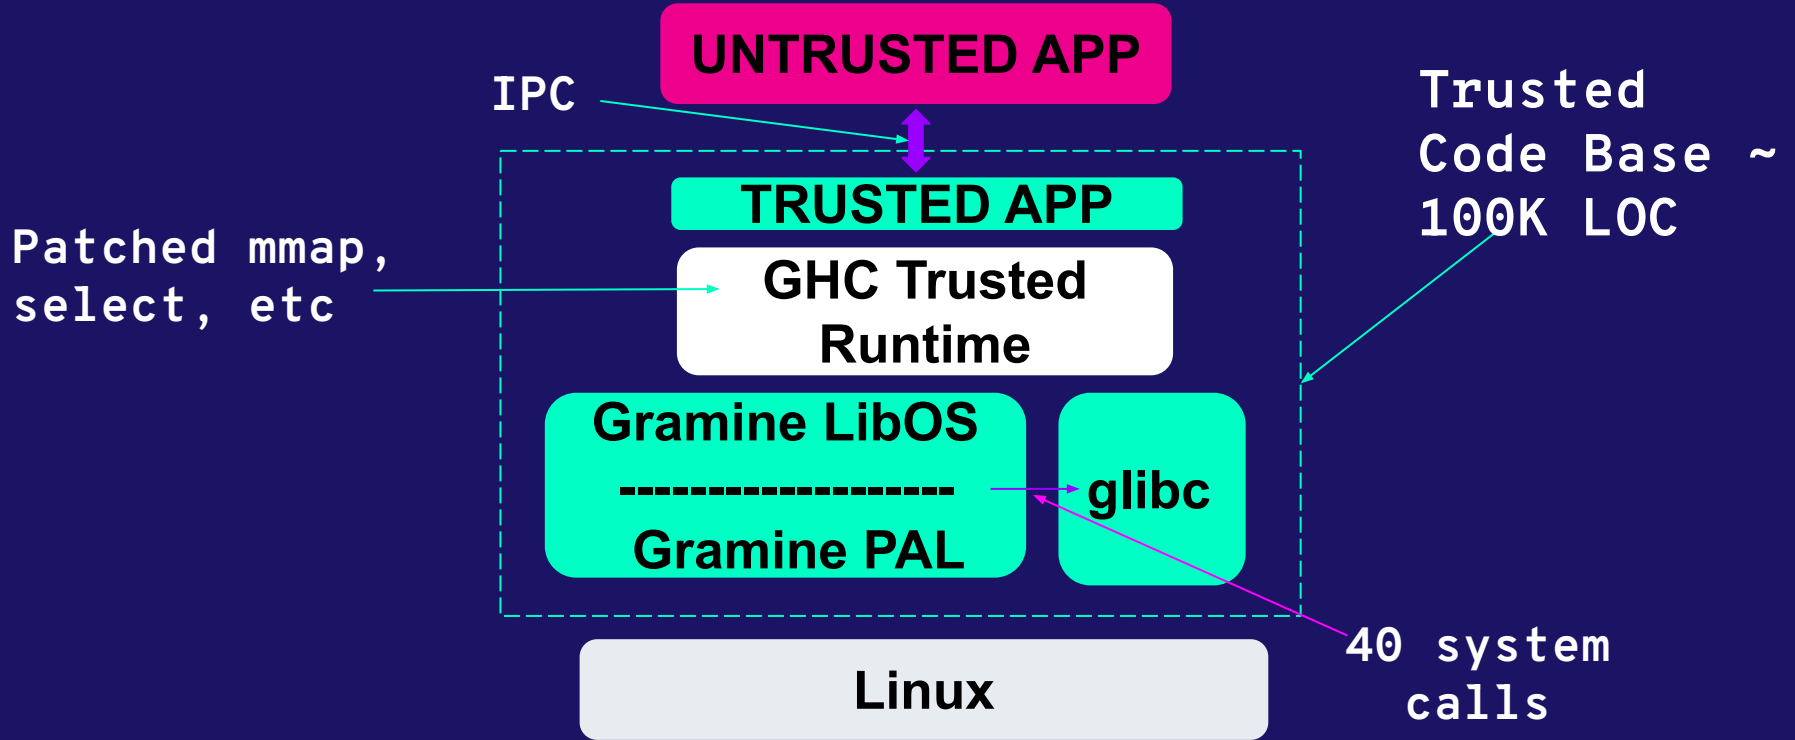 UNTRUSTED APP
IPC
Trusted
Code Base ~
100K LOC
TRUSTED APP
Patched mmap,
select, etc
GHC Trusted
Runtime
Gramine LibOS
-------------------
Gramine PAL
glibc
40 system
calls
Linux